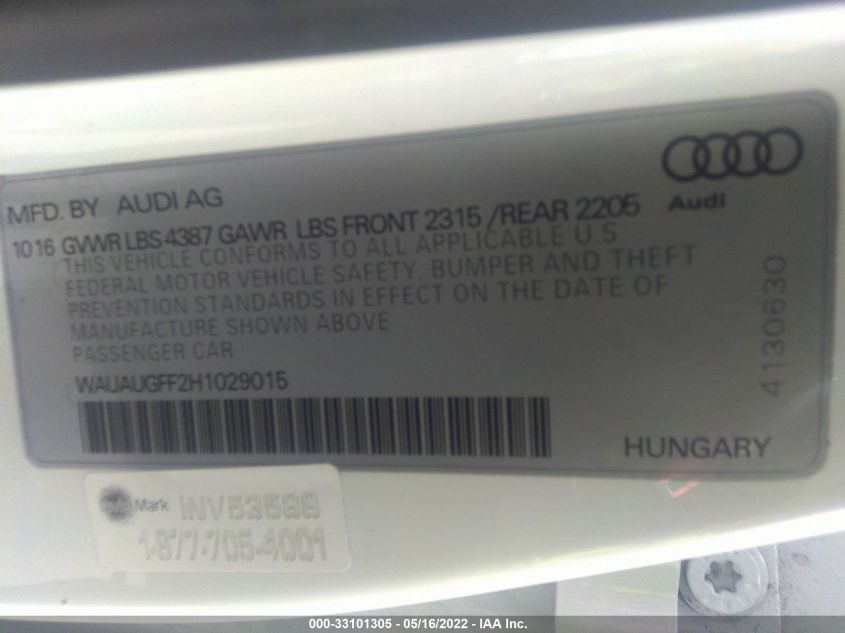 Audi
MFD. BY AUDI AG
10 16 GVWR LBS 4387 GAWR LBS FRONT 2315 /REAR 2205
THIS VEHICLE CONFORMS TO ALL APPLICABLE U.S
FEDERAL MOTOR VEHICLE SAFETY, BUMPER AND THEFT
PREVENTION STANDARDS IN EFFECT ON THE DATE OF
MANUFACTURE SHOWN ABOVE
PASSENGER CAR
WAUAUGFF2H1029015
4130630
HUNGARY
Mark
1-877-705-4001
000-33101305 - 05/16/2022 - IAA Inc.